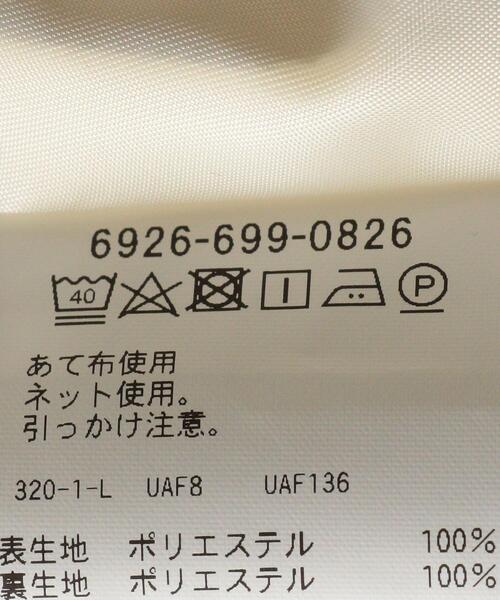 6926-699-0826
40 P
あて布使用
ネット使用。
引っかけ注意。
320-1-L UAF8 UAF136
表生地 ポリエステル 100%
裏生地 ポリエステル 100%